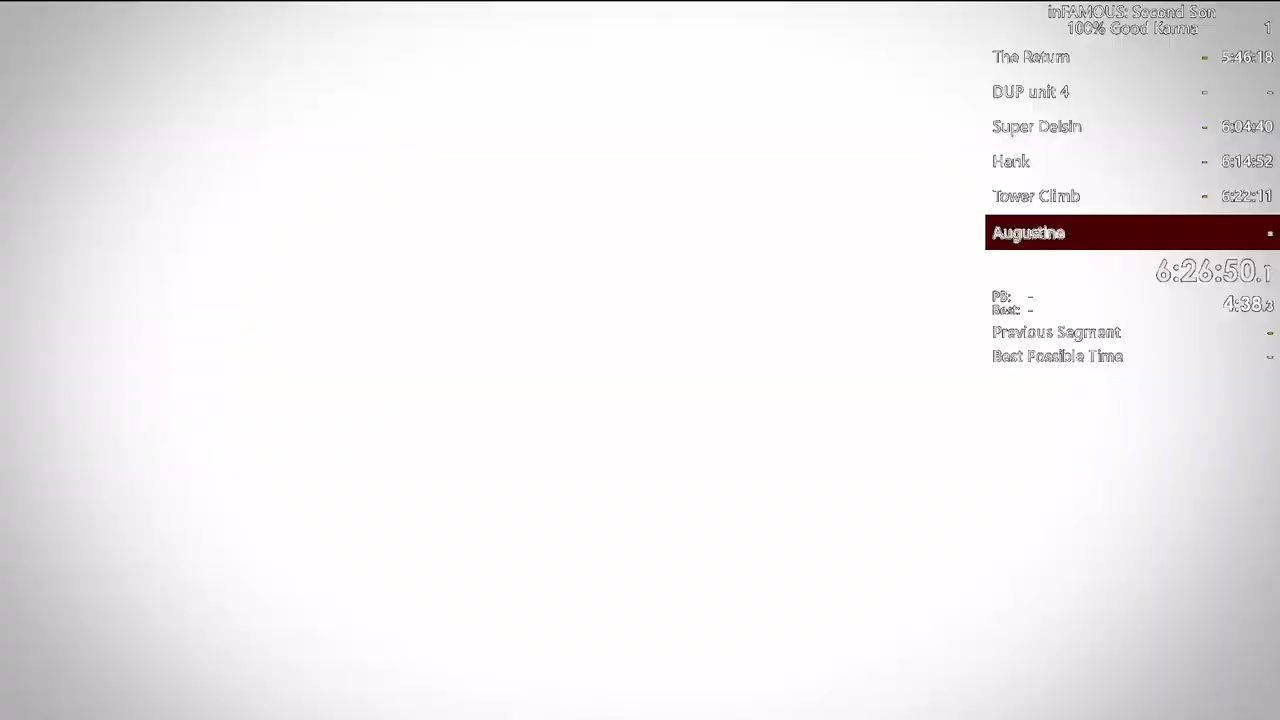 inFAMOUS: Second Son
100% Good Karma 1
The Return - 5:46:18
DUP unit 4 - -
Super Delsin - 6:04:40
Hank - 6:14:52
Tower Climb - 6:22:11
Augustine -
6:26:50.1
PB: - 4:38.3
Best: -
Previous Segment -
Best Possible Time -